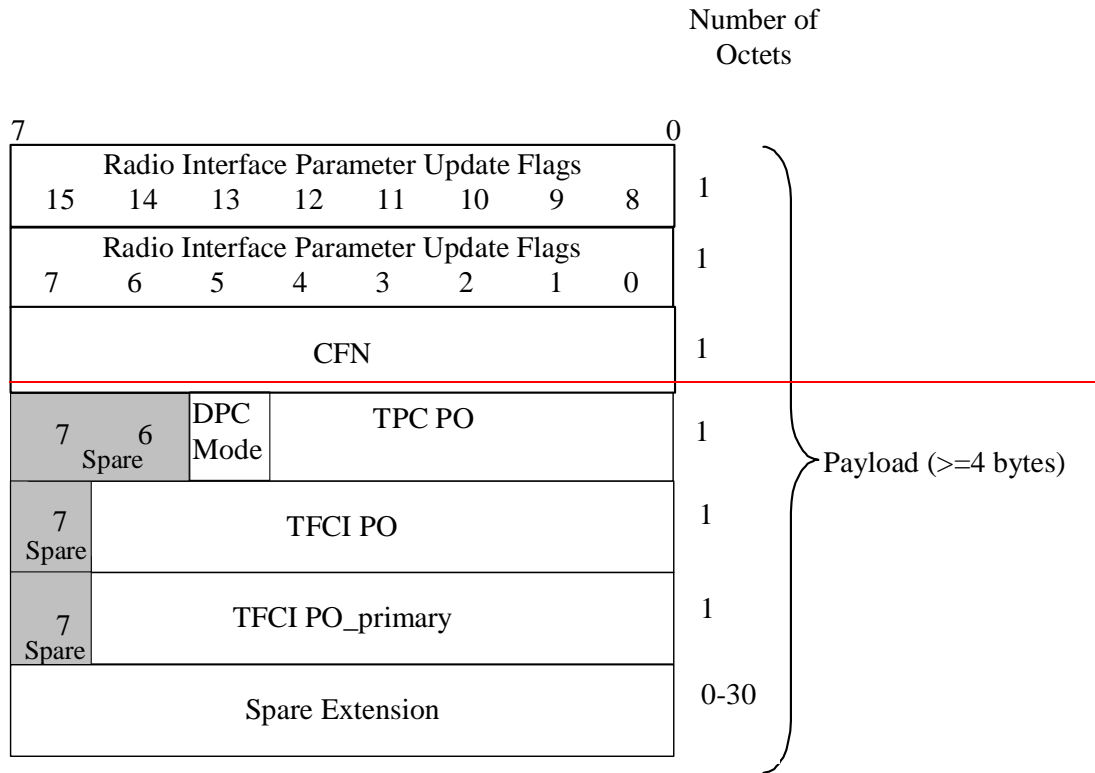 Number of
Octets
7 0
Radio Interface Parameter Update Flags
15 14 13 12 11 10 9 8
1
Radio Interface Parameter Update Flags
7 6 5 4 3 2 1 0
1
CFN
1
7 6
Spare
DPC
Mode
TPC PO
1
Payload (>=4 bytes)
7
Spare
TFCI PO
1
7
Spare
TFCI PO_primary
1
Spare Extension
0-30